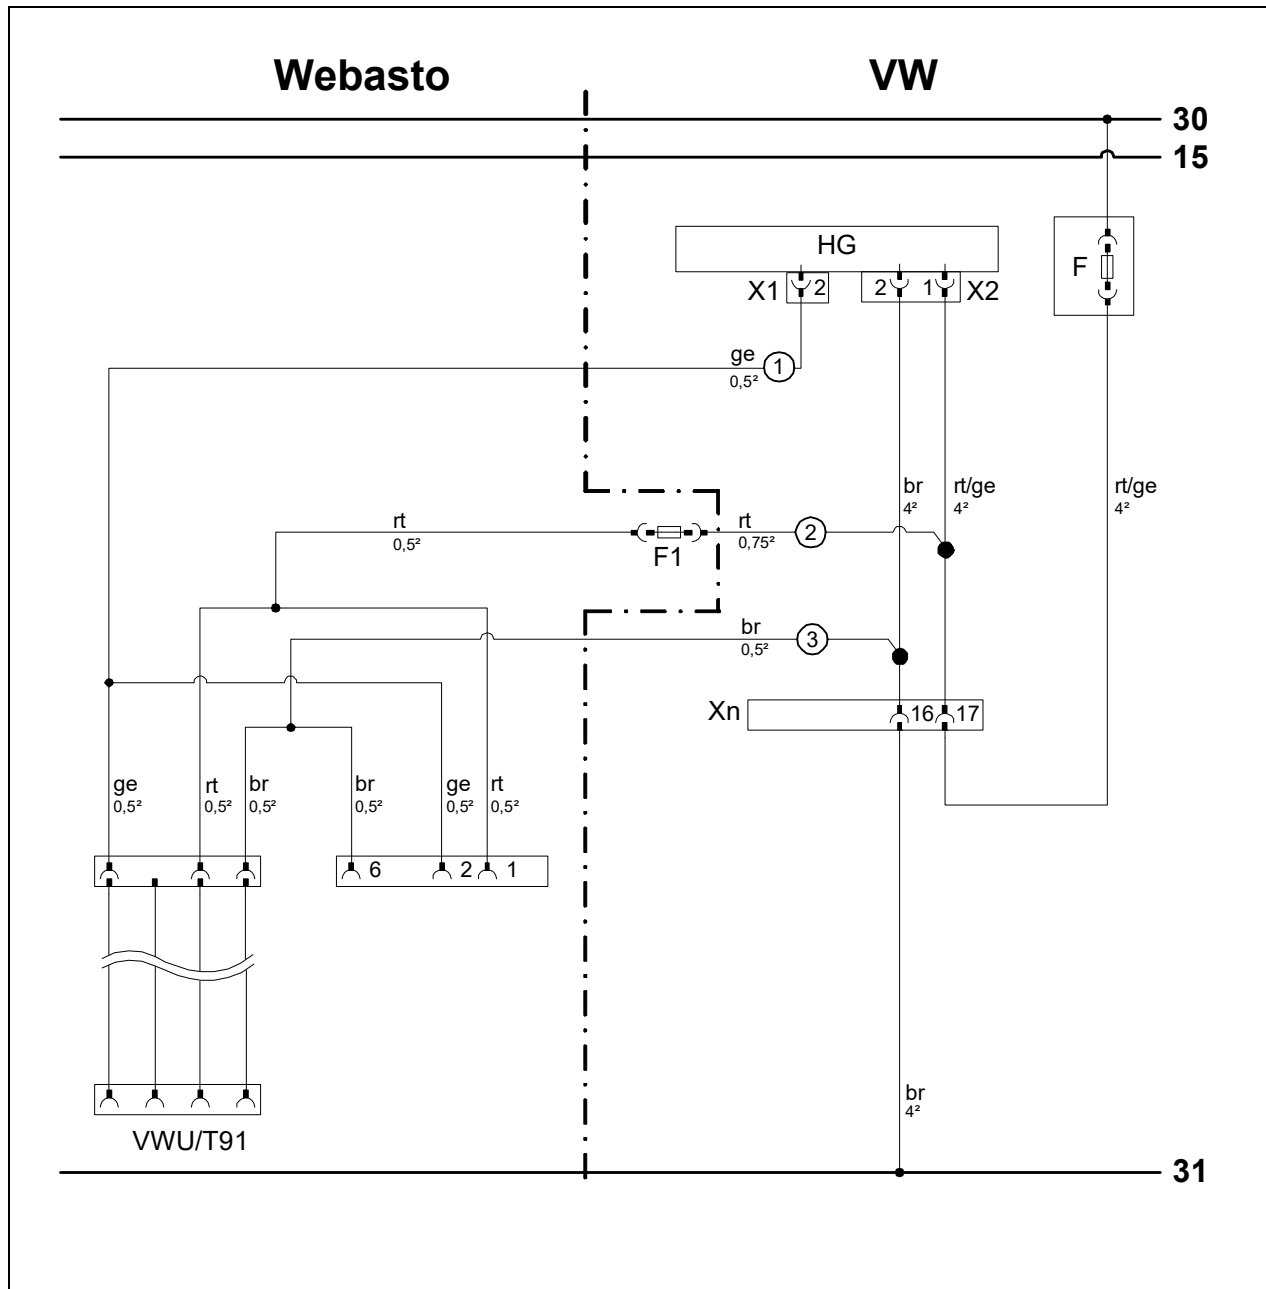 Webasto VW
30
15
HG
F
X1 2 2 1 X2
ge
0,5²
1
br
4²
rt/ge
4²
rt/ge
4²
rt
0,5²
F1
rt
0,75²
2
br
0,5²
3
Xn 16 17
ge
0,5²
rt
0,5²
br
0,5²
br
0,5²
ge
0,5²
rt
0,5²
6 2 1
br
4²
VWU/T91
31